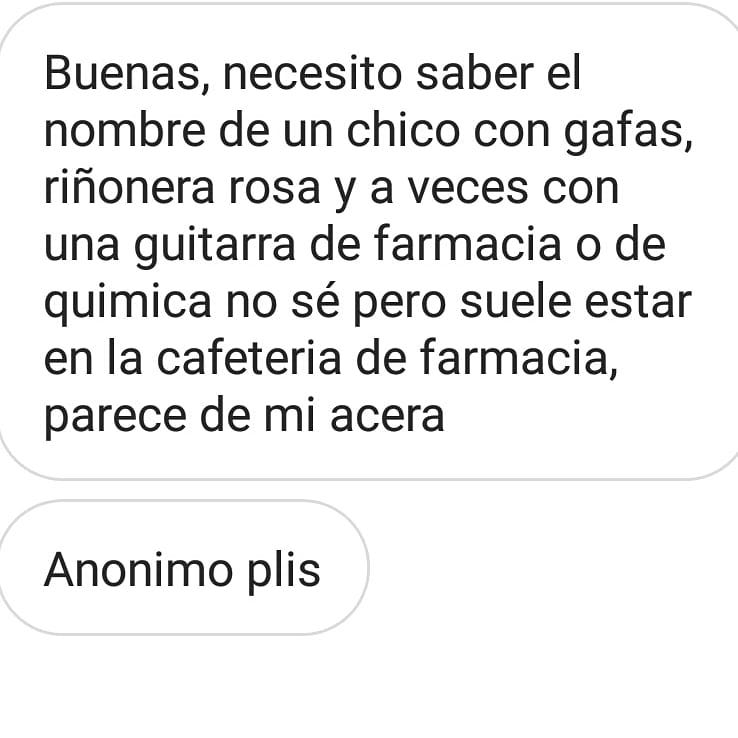 Buenas, necesito saber el
nombre de un chico con gafas,
riñonera rosa y a veces con
una guitarra de farmacia o de
quimica no sé pero suele estar
en la cafeteria de farmacia,
parece de mi acera
Anonimo plis